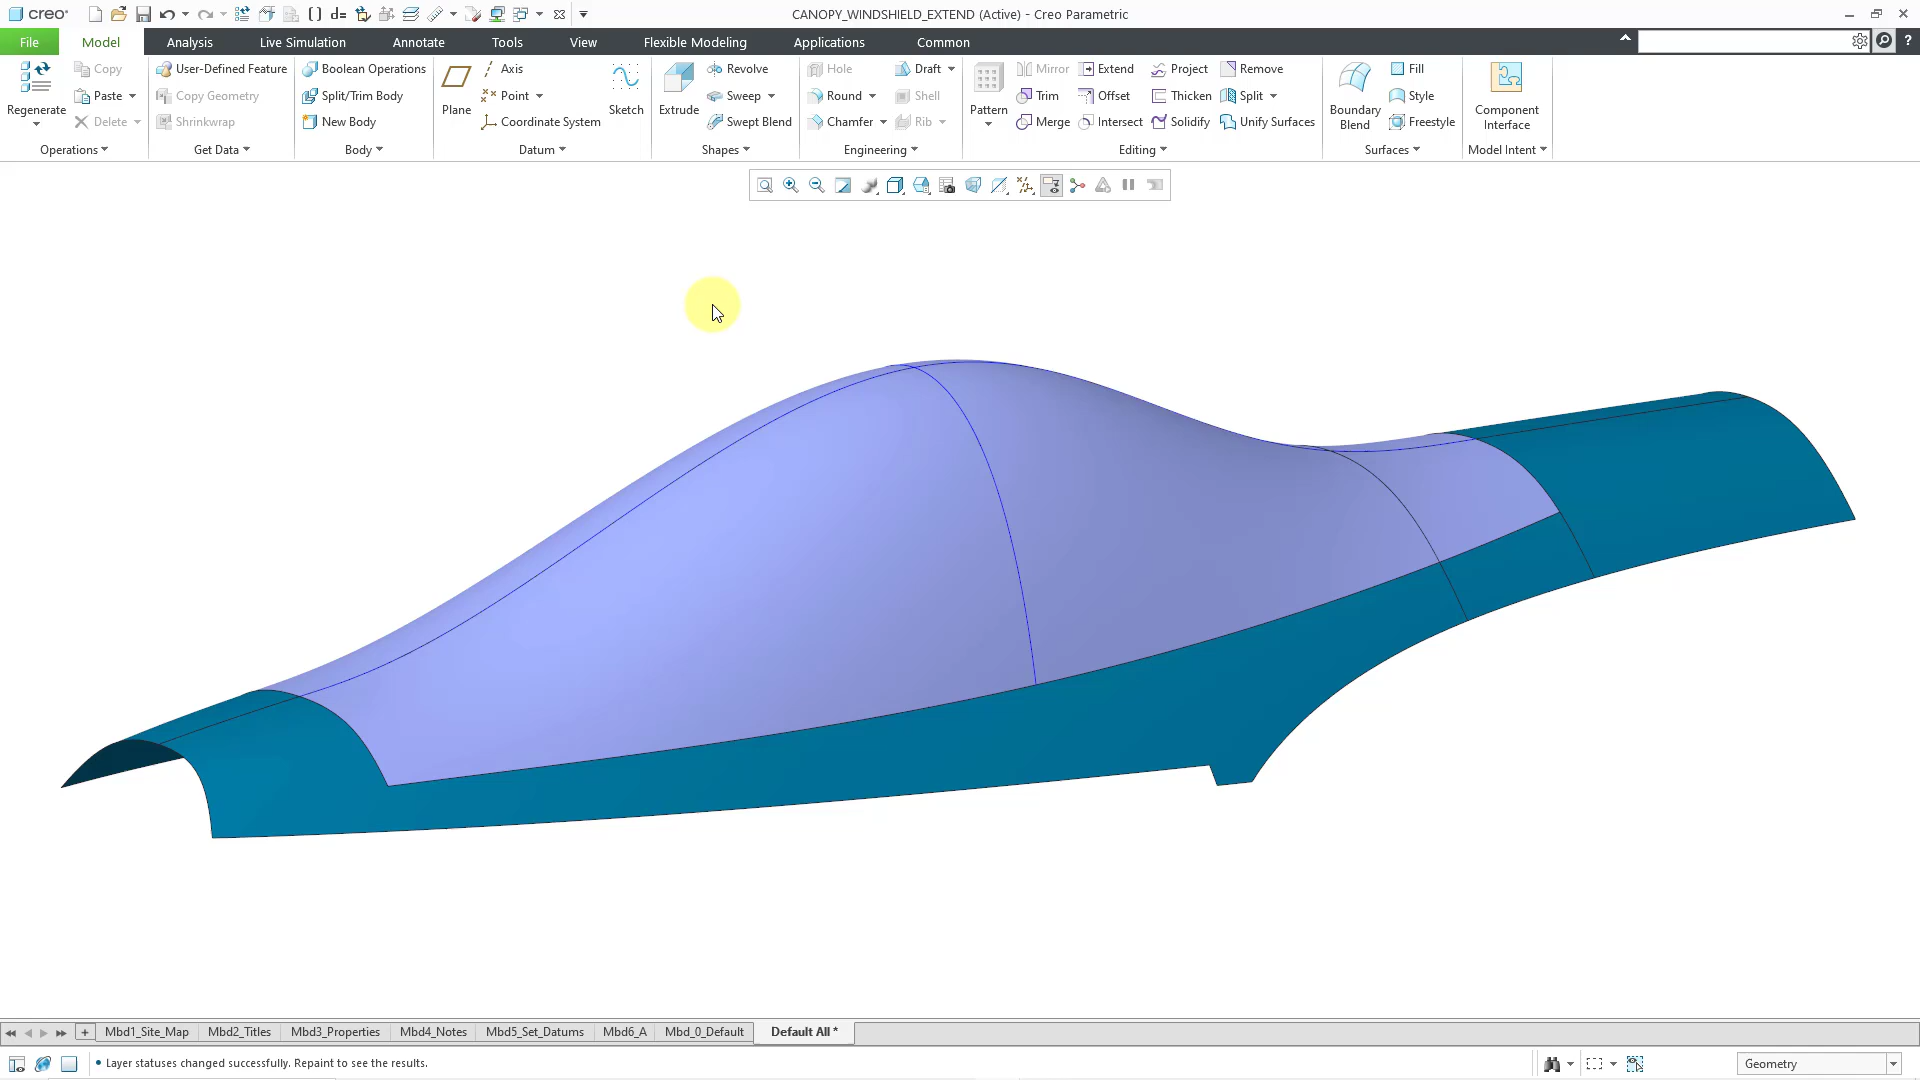 creo
CANOPY_WINDSHIELD_EXTEND (Active) - Creo Parametric
File Model Analysis Live Simulation Annotate Tools View Flexible Modeling Applications Common
Regenerate
Copy
Paste
Delete
Operations
User-Defined Feature
Copy Geometry
Shrinkwrap
Get Data
Boolean Operations
Split/Trim Body
New Body
Body
Plane
Axis
Point
Coordinate System
Sketch
Datum
Extrude
Revolve
Sweep
Swept Blend
Shapes
Hole
Draft
Round
Shell
Chamfer
Rib
Engineering
Pattern
Mirror
Extend
Project
Remove
Trim
Offset
Thicken
Split
Merge
Intersect
Solidify
Unify Surfaces
Editing
Boundary
Blend
Fill
Style
Freestyle
Surfaces
Component
Interface
Model Intent
Mbd1_Site_Map Mbd2_Titles Mbd3_Properties Mbd4_Notes Mbd5_Set_Datums Mbd6_A Mbd_0_Default Default All *
• Layer statuses changed successfully. Repaint to see the results.
Geometry